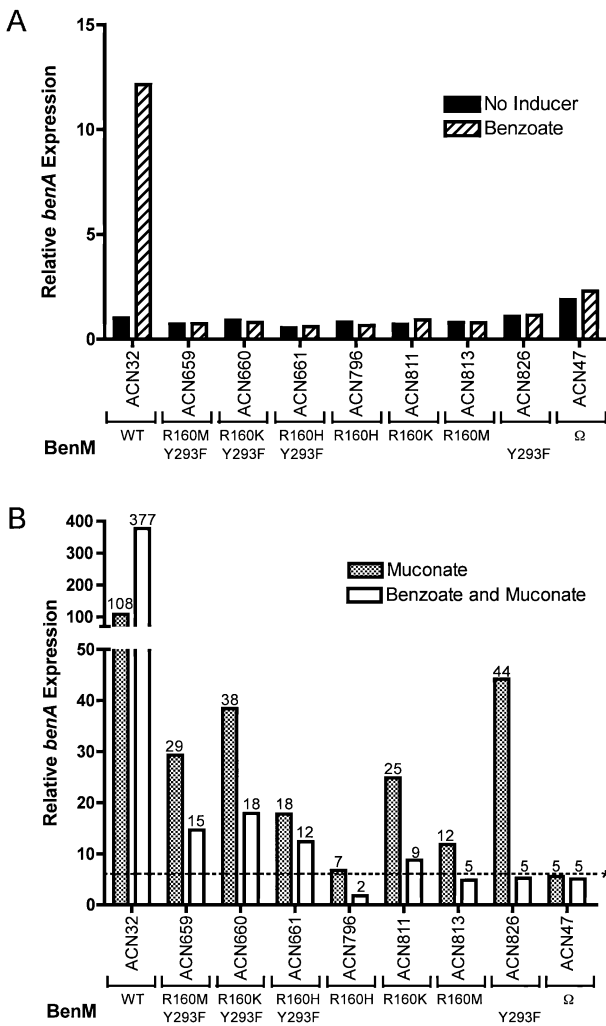 A
15
10
5
0
Relative benA Expression
No Inducer
Benzoate
ACN32
ACN659
ACN660
ACN661
ACN796
ACN811
ACN813
ACN826
ACN47
BenM
WT
R160M
Y293F
R160K
Y293F
R160H
Y293F
R160H
R160K
R160M
Y293F
Ω
B
400
300
200
100
50
40
30
20
10
0
Relative benA Expression
Muconate
Benzoate and Muconate
108
377
29
15
38
18
18
12
7
2
25
9
12
5
44
5
5
5
*
ACN32
ACN659
ACN660
ACN661
ACN796
ACN811
ACN813
ACN826
ACN47
BenM
WT
R160M
Y293F
R160K
Y293F
R160H
Y293F
R160H
R160K
R160M
Y293F
Ω